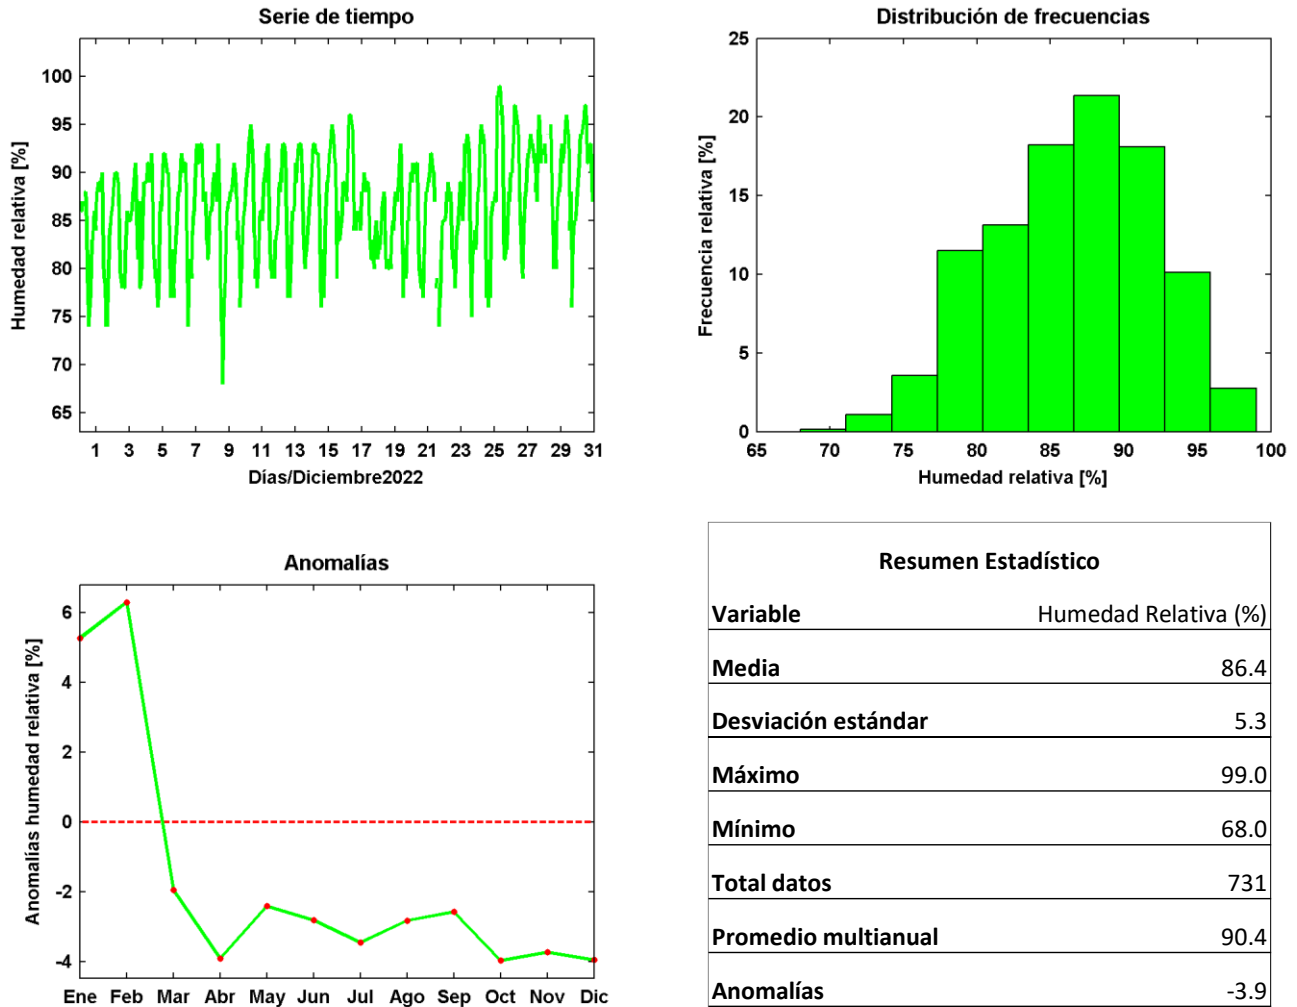 Serie de tiempo
Humedad relativa [%]
100
95
90
85
80
75
70
65
1 3 5 7 9 11 13 15 17 19 21 23 25 27 29 31
Días/Diciembre2022
Distribución de frecuencias
Frecuencia relativa [%]
25
20
15
10
5
0
65 70 75 80 85 90 95 100
Humedad relativa [%]
Anomalías
Anomalías humedad relativa [%]
6
4
2
0
-2
-4
Ene Feb Mar Abr May Jun Jul Ago Sep Oct Nov Dic
Resumen Estadístico
Variable Humedad Relativa (%)
Media 86.4
Desviación estándar 5.3
Máximo 99.0
Mínimo 68.0
Total datos 731
Promedio multianual 90.4
Anomalías -3.9